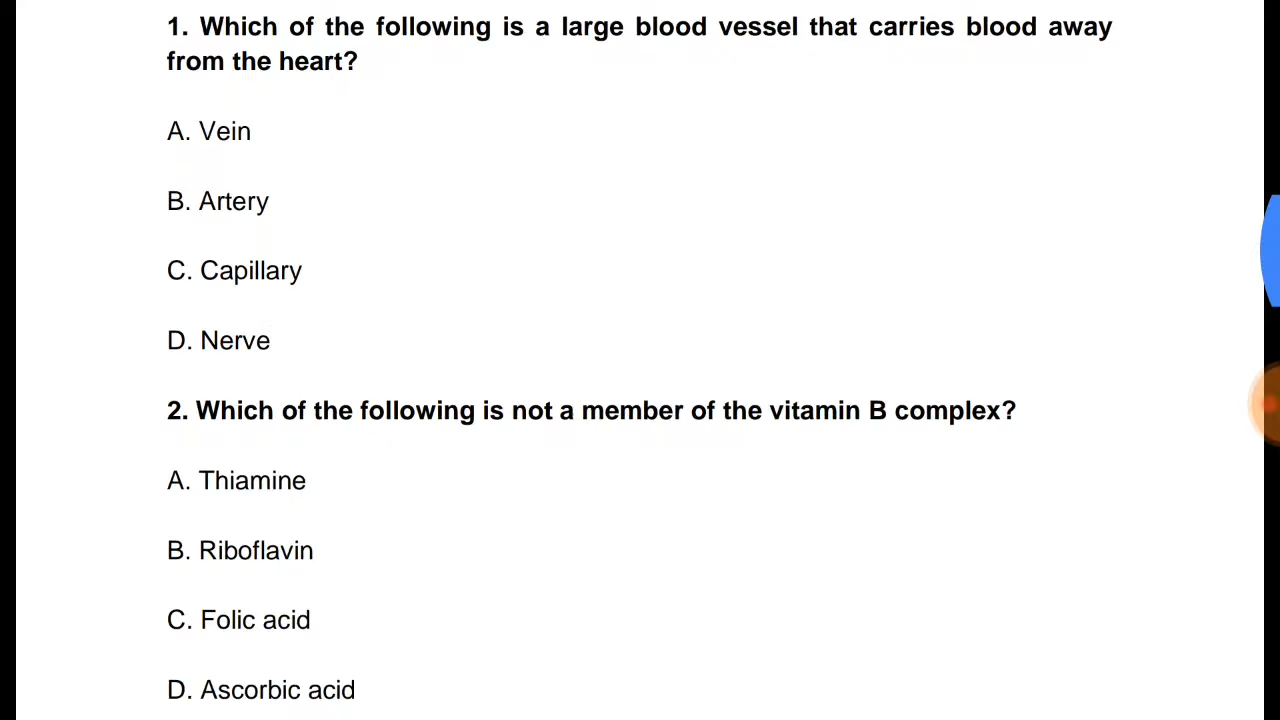 1. Which of the following is a large blood vessel that carries blood away
from the heart?
A. Vein
B. Artery
C. Capillary
D. Nerve
2. Which of the following is not a member of the vitamin B complex?
A. Thiamine
B. Riboflavin
C. Folic acid
D. Ascorbic acid